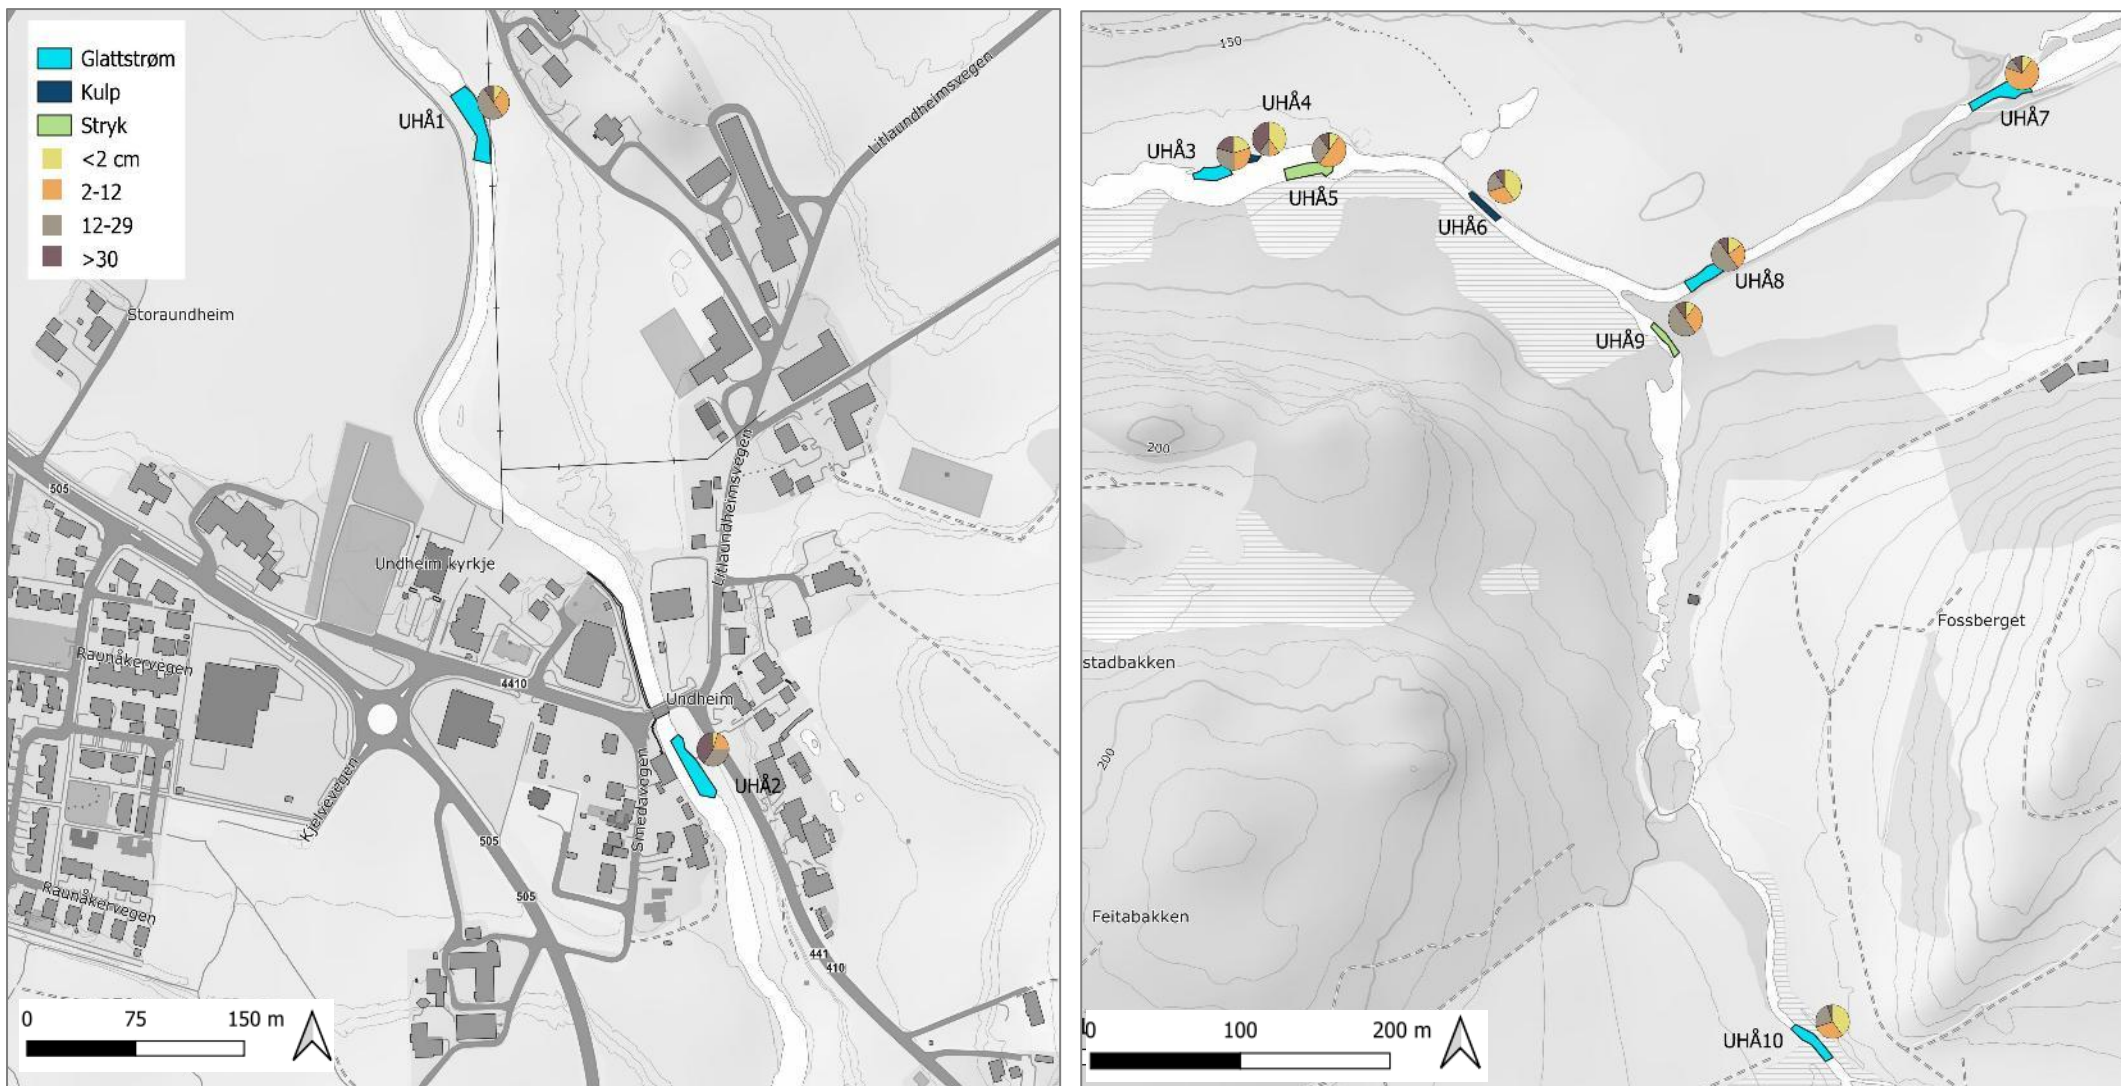 Glattstrøm
Kulp
Stryk
<2 cm
2-12
12-29
>30
UHÅ1
Litlaundheimsvegen
Storaundheim
505
Undheim kyrkje
Litlaundheimsvegen
Raunåkervegen
4410
Undheim
Kjelvevegen
Smedavegen
UHÅ2
505
505
Raunåkervegen
441
410
0 75 150 m
150
UHÅ4
UHÅ3
UHÅ5
UHÅ7
UHÅ6
UHÅ8
UHÅ9
200
Fossberget
stadbakken
200
Feitabakken
UHÅ10
0 100 200 m